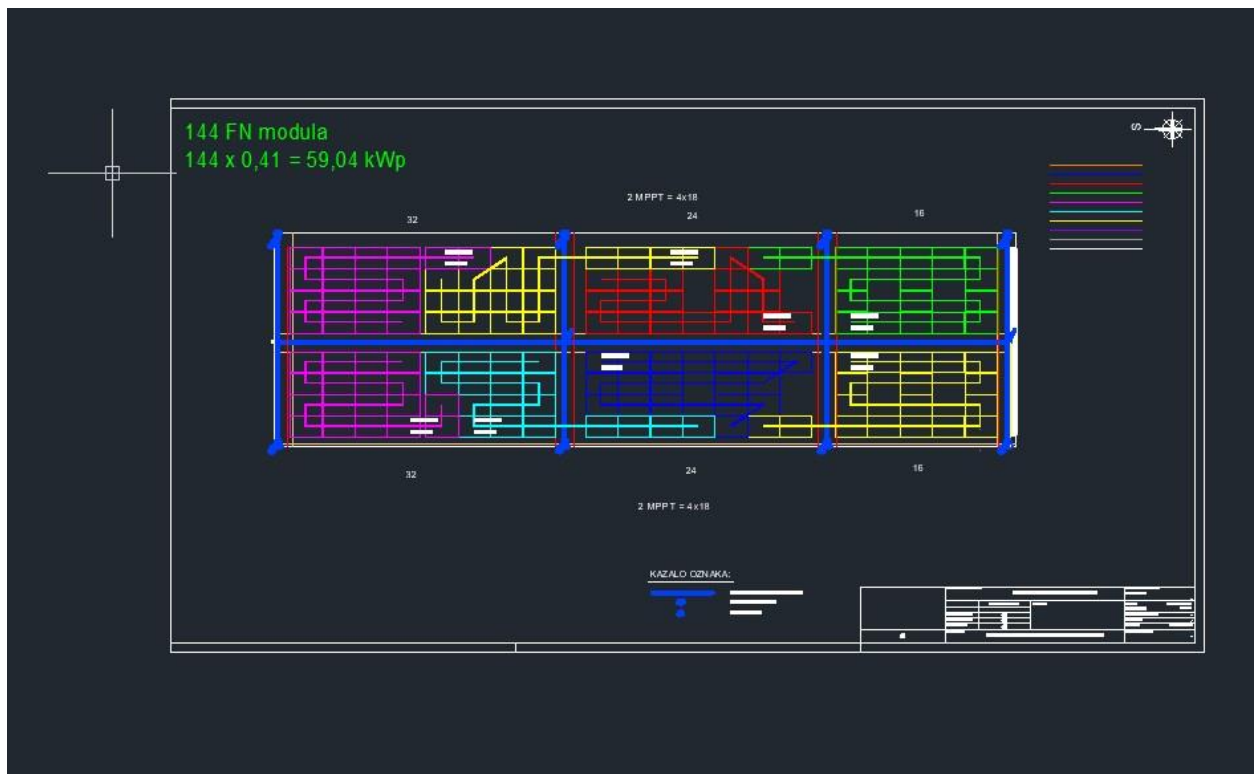 144 FN modula
144 x 0,41 = 59,04 kWp
S
2 MPPT = 4x18
32
24
16
32
24
16
2 MPPT = 4x18
KAZALO OZNAKA: